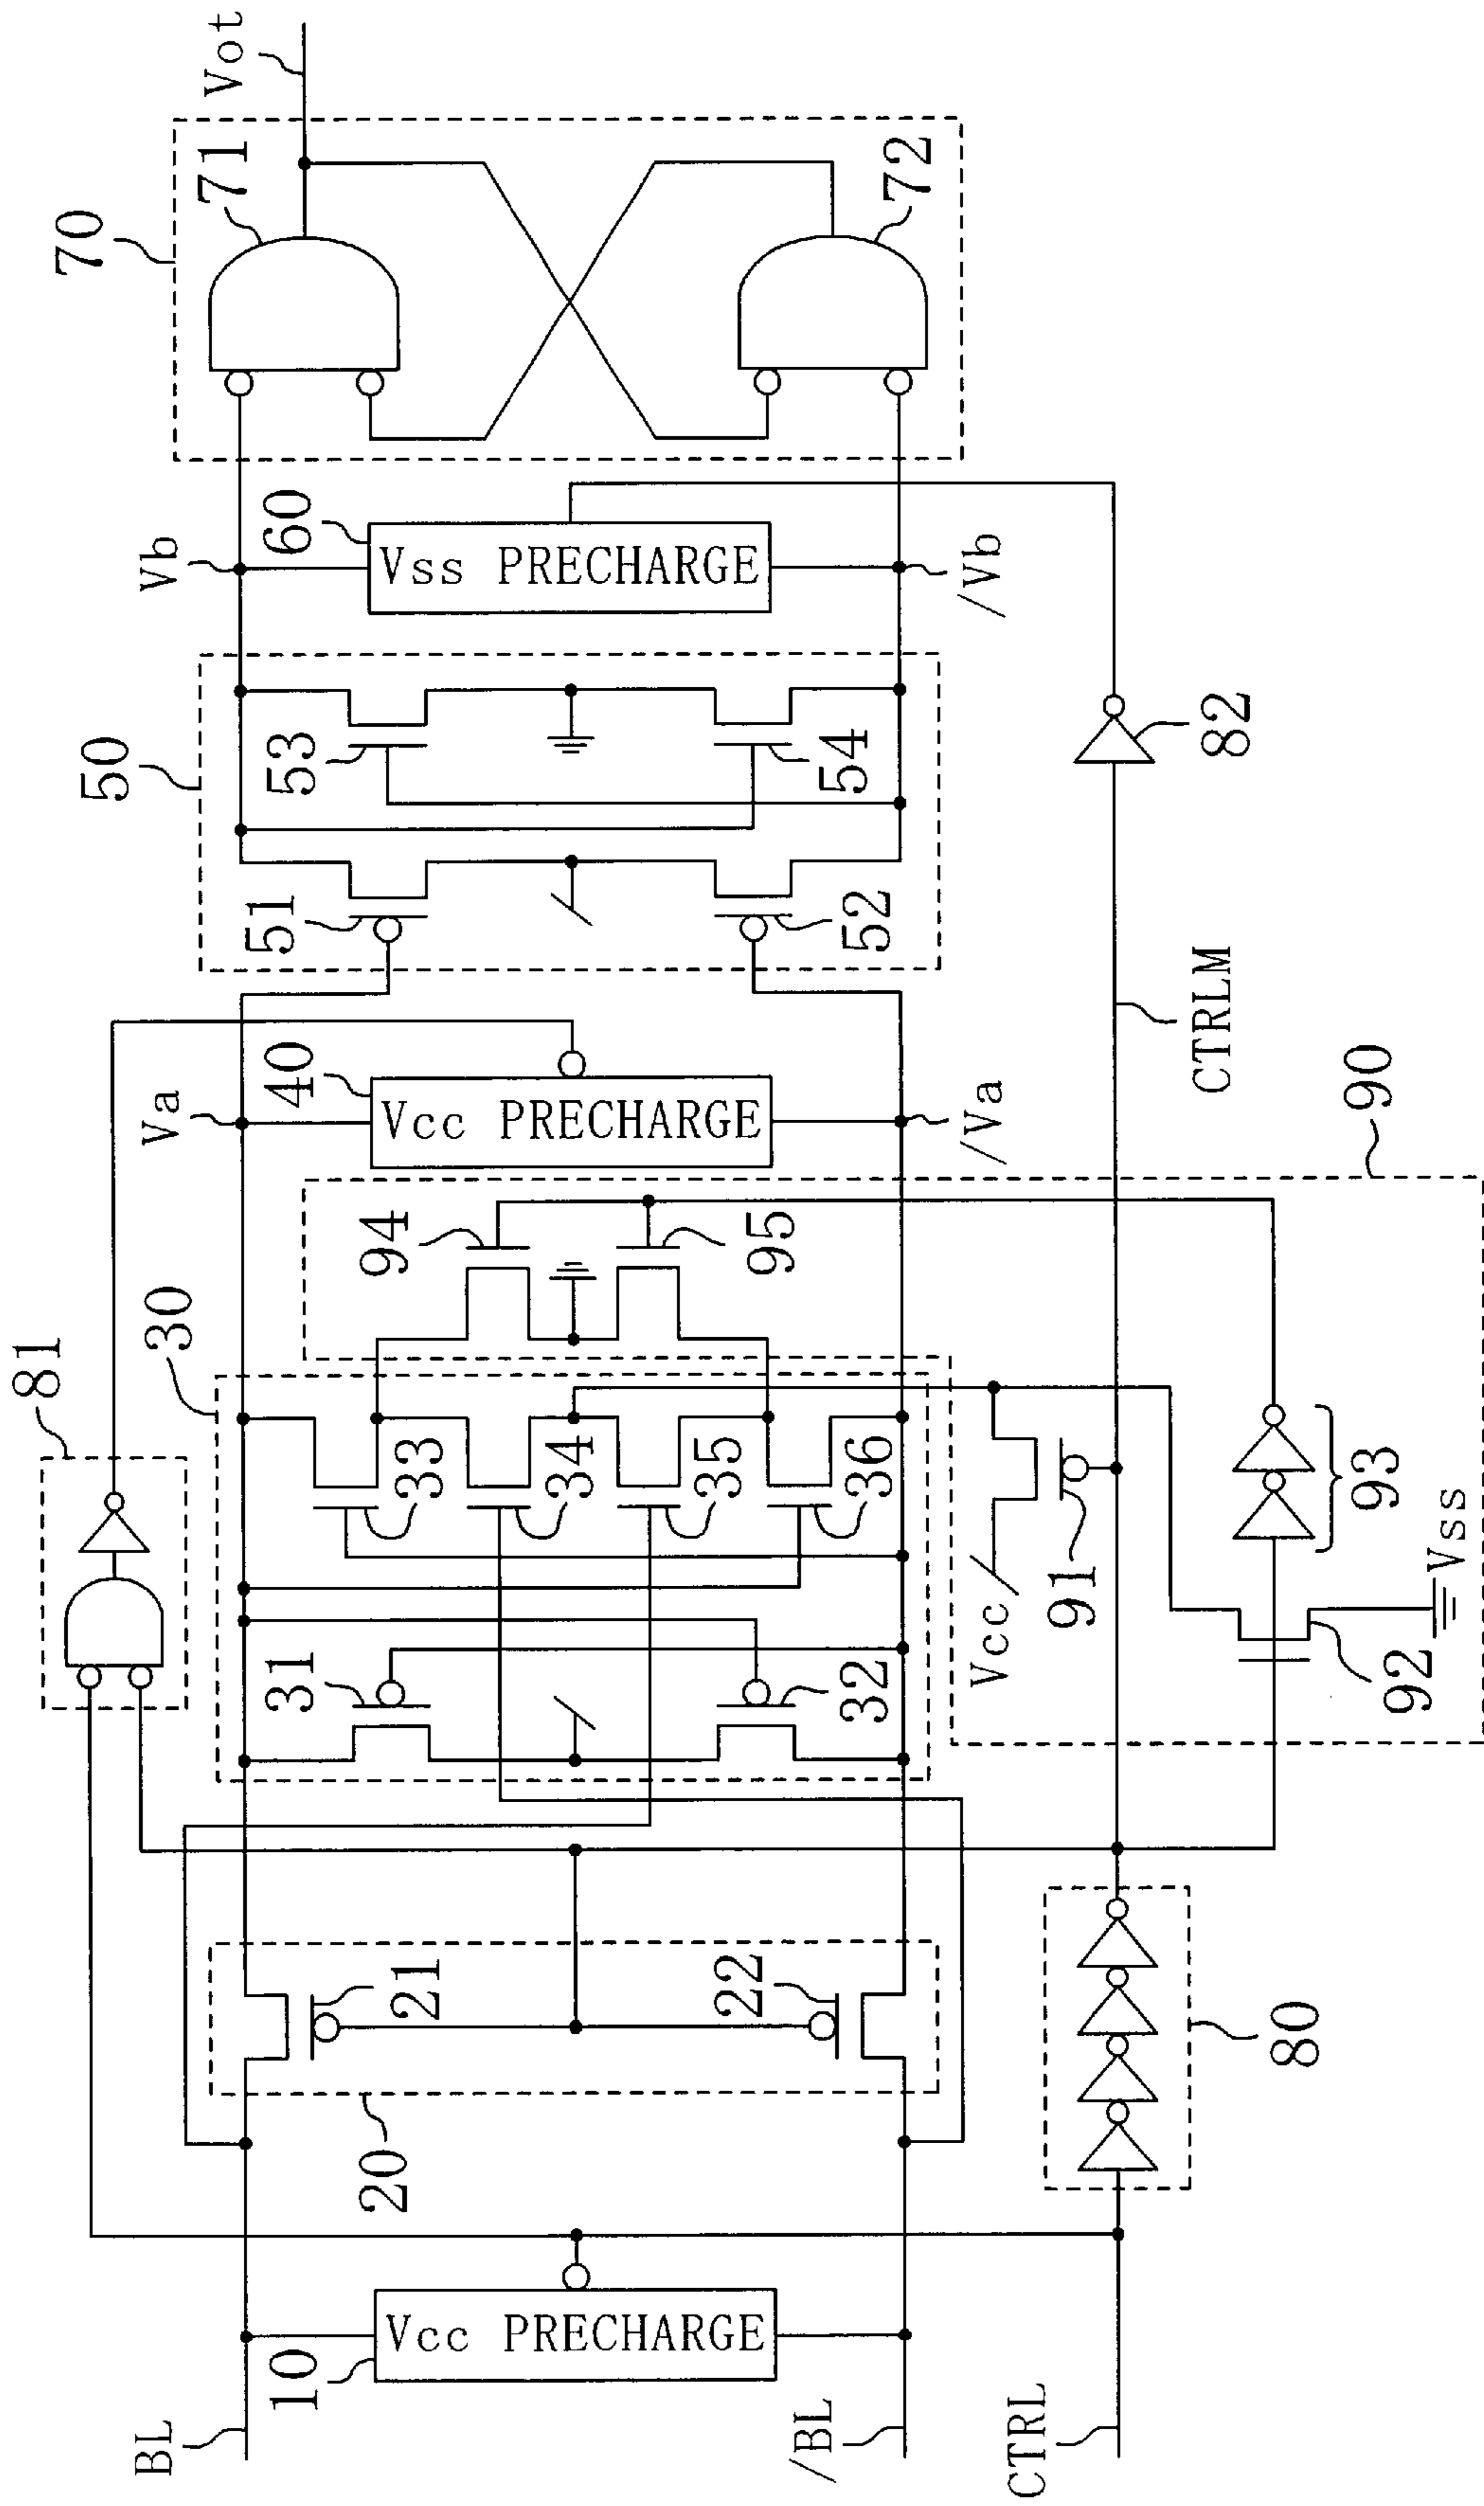 BL
/BL
CTRL
10
Vcc PRECHARGE
20
21
22
80
81
30
31
32
33
34
35
36
Vcc
91
92
93
Vss
90
94
95
Va
/Va
40
Vcc PRECHARGE
CTRLM
50
51
52
53
54
82
Vb
/Vb
60
Vss PRECHARGE
70
71
72
Vot